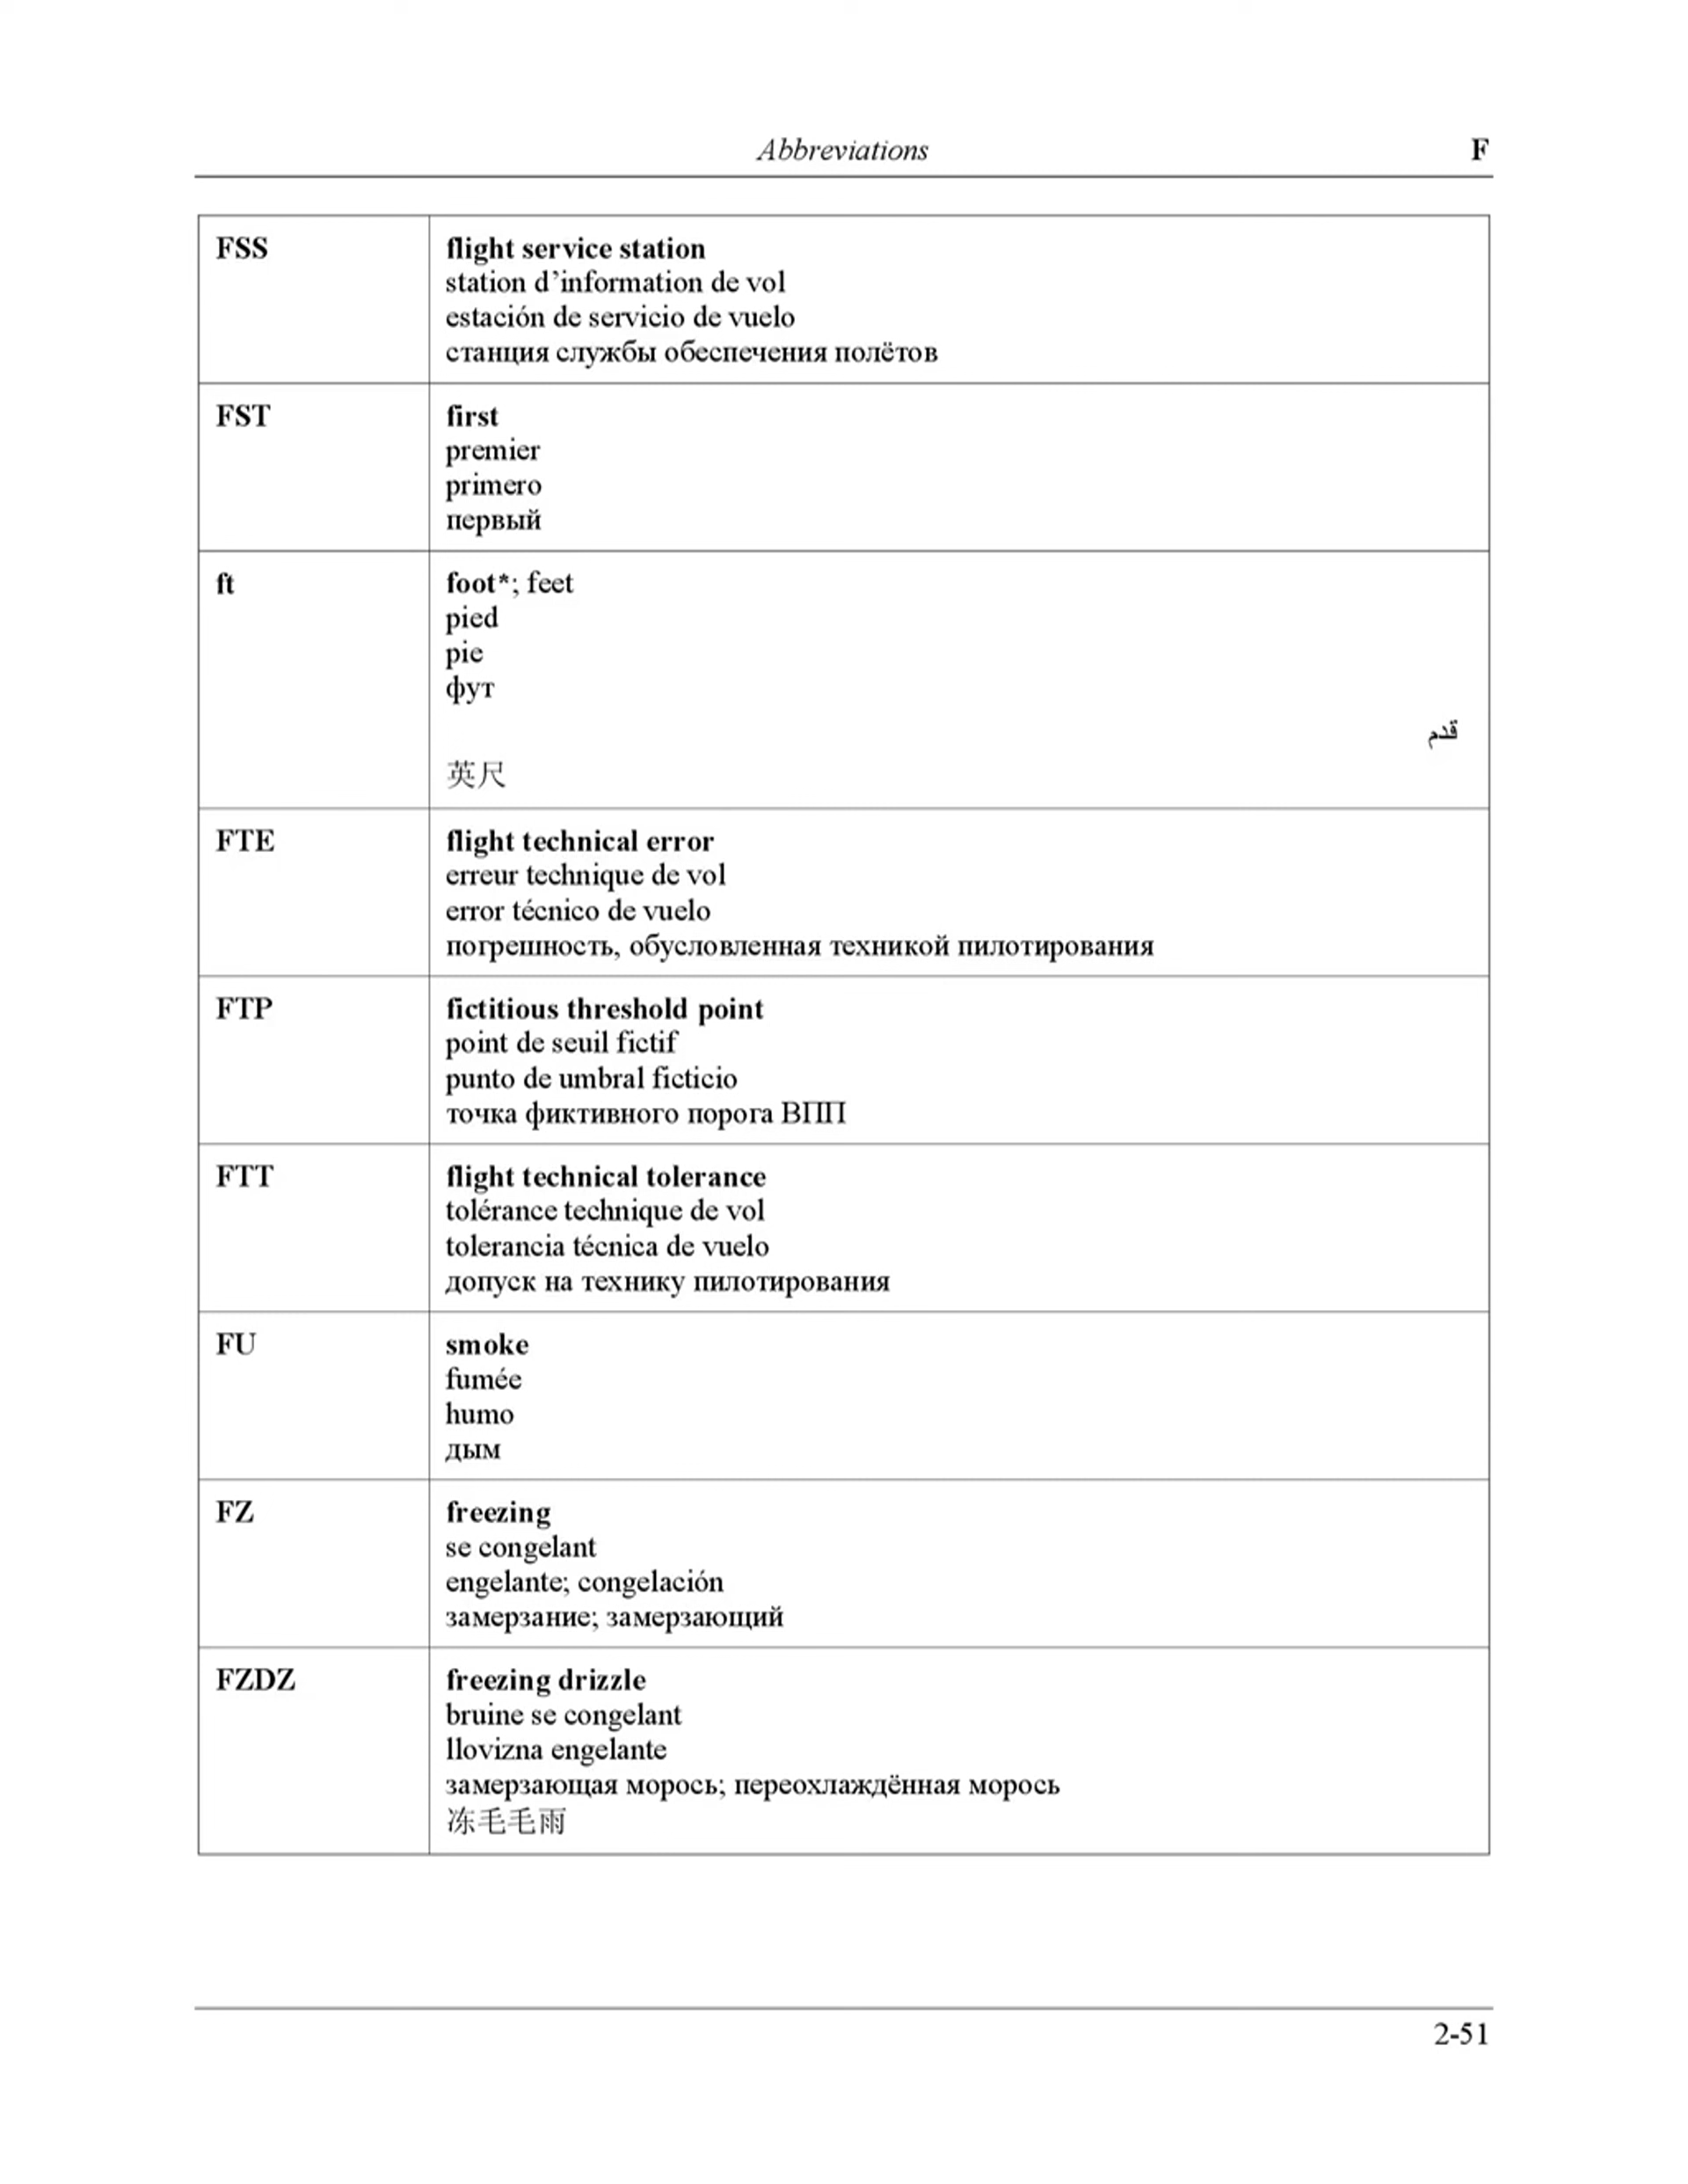 Abbreviations F
FSS flight service station
station d’information de vol
estación de servicio de vuelo
станция службы обеспечения полётов
FST first
premier
primero
первый
ft foot*; feet
pied
pie
фут
قدم
英尺
FTE flight technical error
erreur technique de vol
error técnico de vuelo
погрешность, обусловленная техникой пилотирования
FTP fictitious threshold point
point de seuil fictif
punto de umbral ficticio
точка фиктивного порога ВПП
FTT flight technical tolerance
tolérance technique de vol
tolerancia técnica de vuelo
допуск на технику пилотирования
FU smoke
fumée
humo
дым
FZ freezing
se congelant
engelante; congelación
замерзание; замерзающий
FZDZ freezing drizzle
bruine se congelant
llovizna engelante
замерзающая морось; переохлаждённая морось
冻毛毛雨
2-51